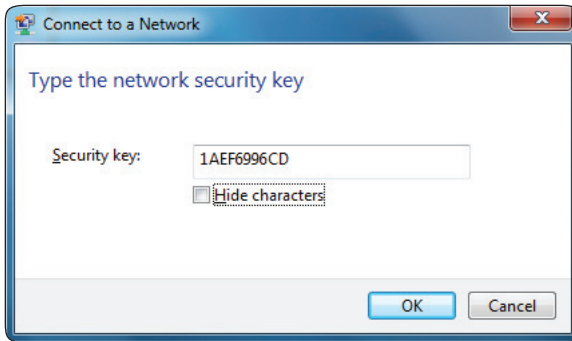 Connect to a Network
Type the network security key
Security key: 1AEF6996CD
Hide characters
OK Cancel